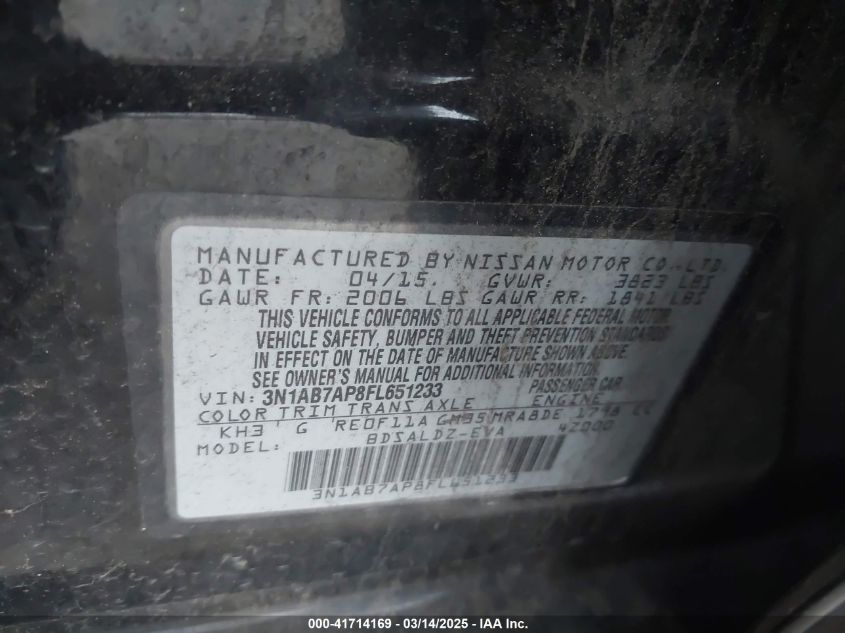 MANUFACTURED BY NISSAN MOTOR CO.,LTD.
DATE: 04/15. GVWR: 3823 LBS
GAWR FR: 2006 LBS GAWR RR: 1841 LBS
THIS VEHICLE CONFORMS TO ALL APPLICABLE FEDERAL MOTOR
VEHICLE SAFETY, BUMPER AND THEFT PREVENTION STANDARDS
IN EFFECT ON THE DATE OF MANUFACTURE SHOWN ABOVE.
SEE OWNER'S MANUAL FOR ADDITIONAL INFORMATION
VIN: 3N1AB7AP8FL651233 PASSENGER CAR
COLOR TRIM TRANS AXLE ENGINE
KH3 G RE0F11A GM35 MRA8DE 1798 CC
MODEL: BDSALDZ-EVA 4Z000
3N1AB7AP8FL651233
000-41714169 | 03/14/2025 - IAA Inc.